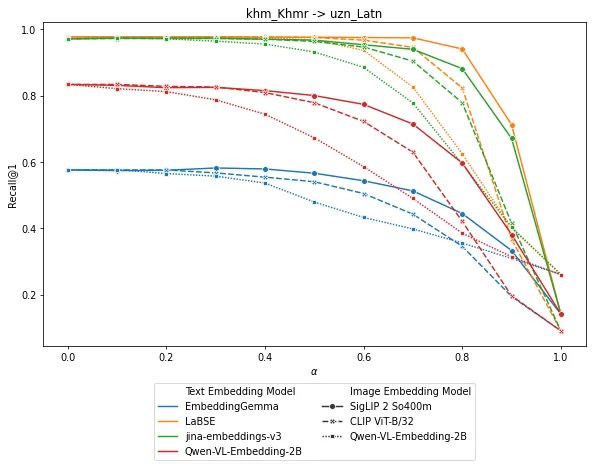 khm_Khmr -> uzn_Latn
Recall@1
1.0
0.8
0.6
0.4
0.2
0.0 0.2 0.4 0.6 0.8 1.0
α
Text Embedding Model Image Embedding Model
EmbeddingGemma SigLIP 2 So400m
LaBSE CLIP ViT-B/32
jina-embeddings-v3 Qwen-VL-Embedding-2B
Qwen-VL-Embedding-2B